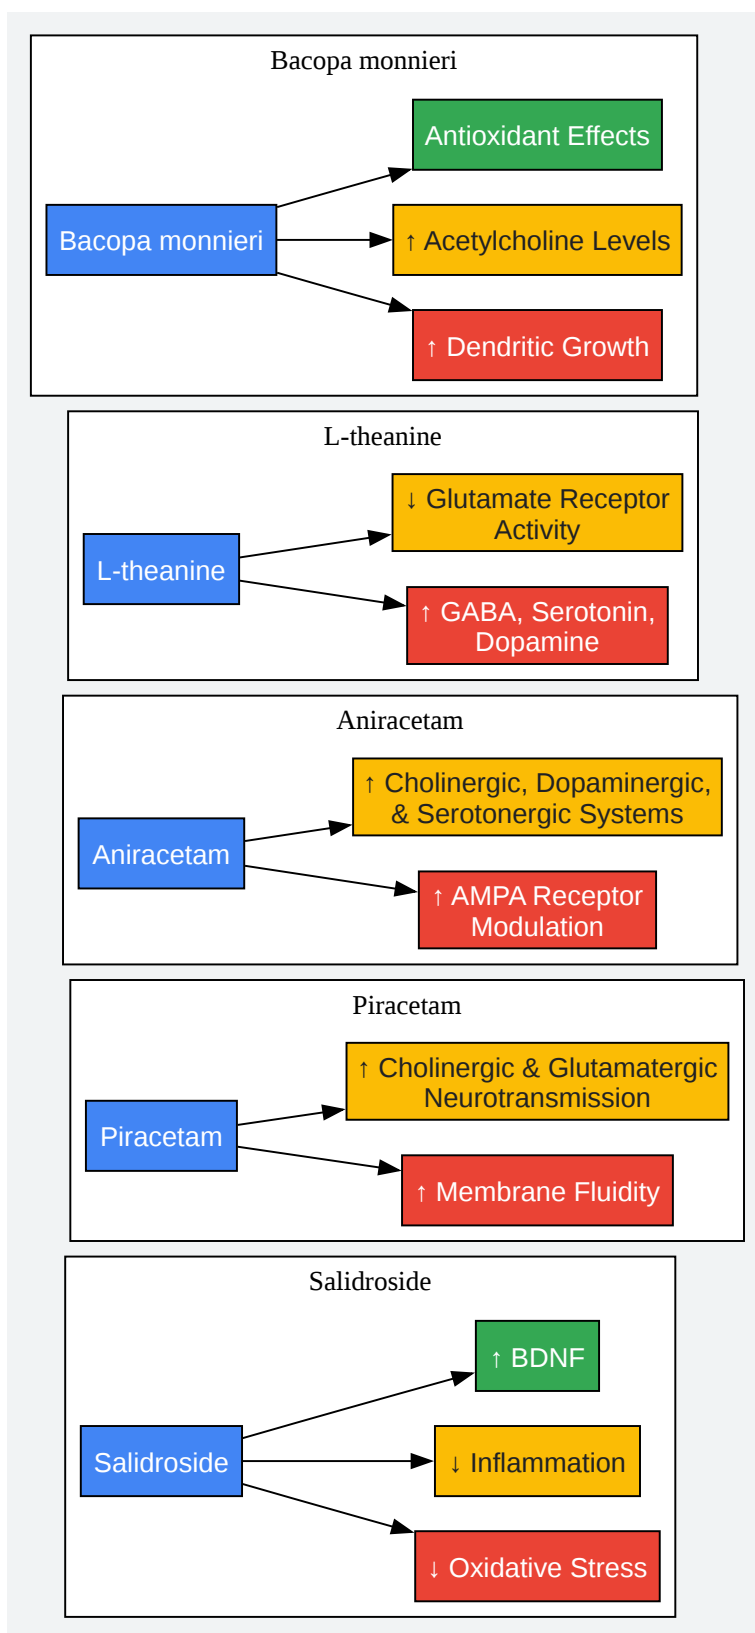 Bacopa monnieri
Antioxidant Effects
Bacopa monnieri
↑ Acetylcholine Levels
↑ Dendritic Growth
L-theanine
↓ Glutamate Receptor
Activity
L-theanine
↑ GABA, Serotonin,
Dopamine
Aniracetam
↑ Cholinergic, Dopaminergic,
& Serotonergic Systems
Aniracetam
↑ AMPA Receptor
Modulation
Piracetam
↑ Cholinergic & Glutamatergic
Neurotransmission
Piracetam
↑ Membrane Fluidity
Salidroside
↑ BDNF
Salidroside
↓ Inflammation
↓ Oxidative Stress